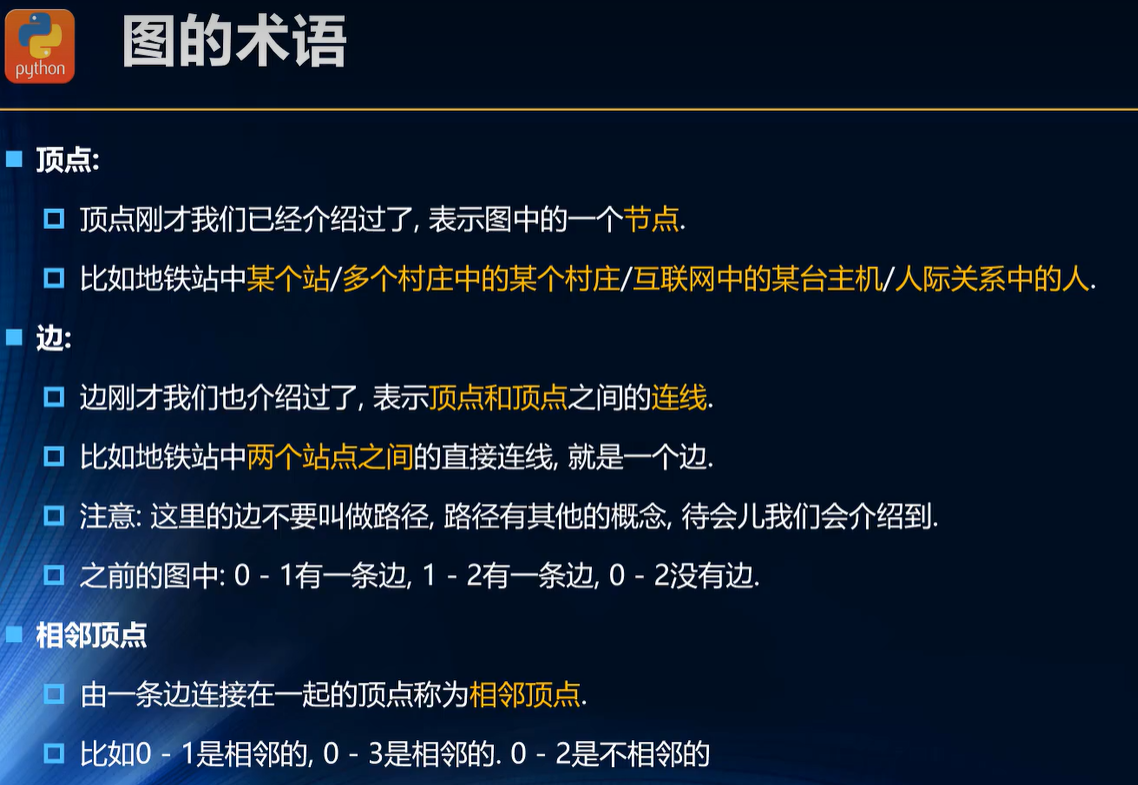 python
图的术语
顶点:
顶点刚才我们已经介绍过了, 表示图中的一个节点.
比如地铁站中某个站/多个村庄中的某个村庄/互联网中的某台主机/人际关系中的人.
边:
边刚才我们也介绍过了, 表示顶点和顶点之间的连线.
比如地铁站中两个站点之间的直接连线, 就是一个边.
注意: 这里的边不要叫做路径, 路径有其他的概念, 待会儿我们会介绍到.
之前的图中: 0 - 1有一条边, 1 - 2有一条边, 0 - 2没有边.
相邻顶点
由一条边连接在一起的顶点称为相邻顶点.
比如0 - 1是相邻的, 0 - 3是相邻的. 0 - 2是不相邻的